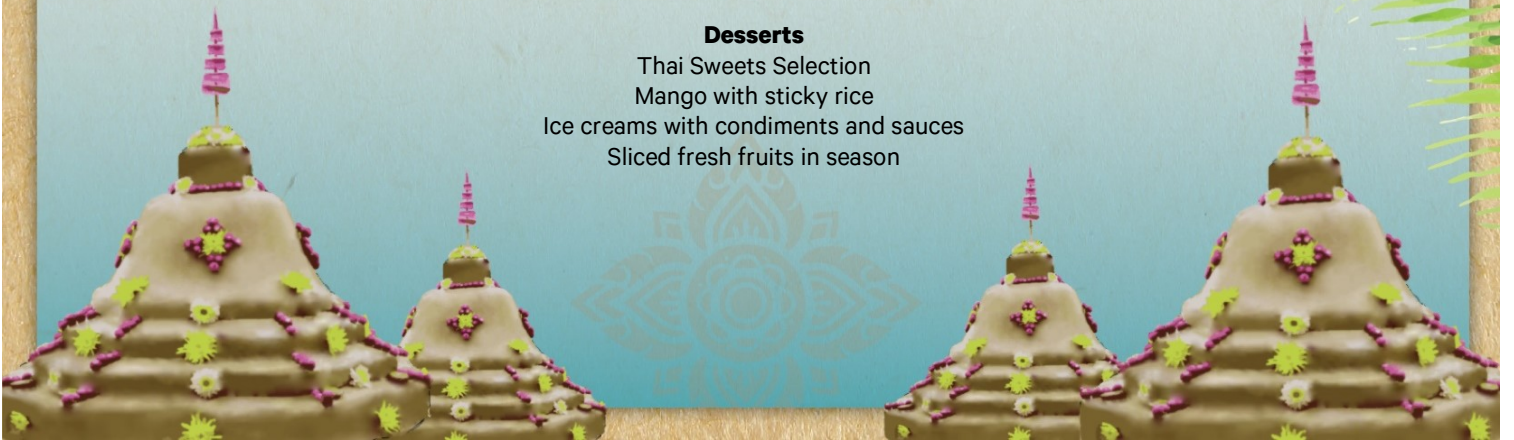 Desserts
Thai Sweets Selection
Mango with sticky rice
Ice creams with condiments and sauces
Sliced fresh fruits in season